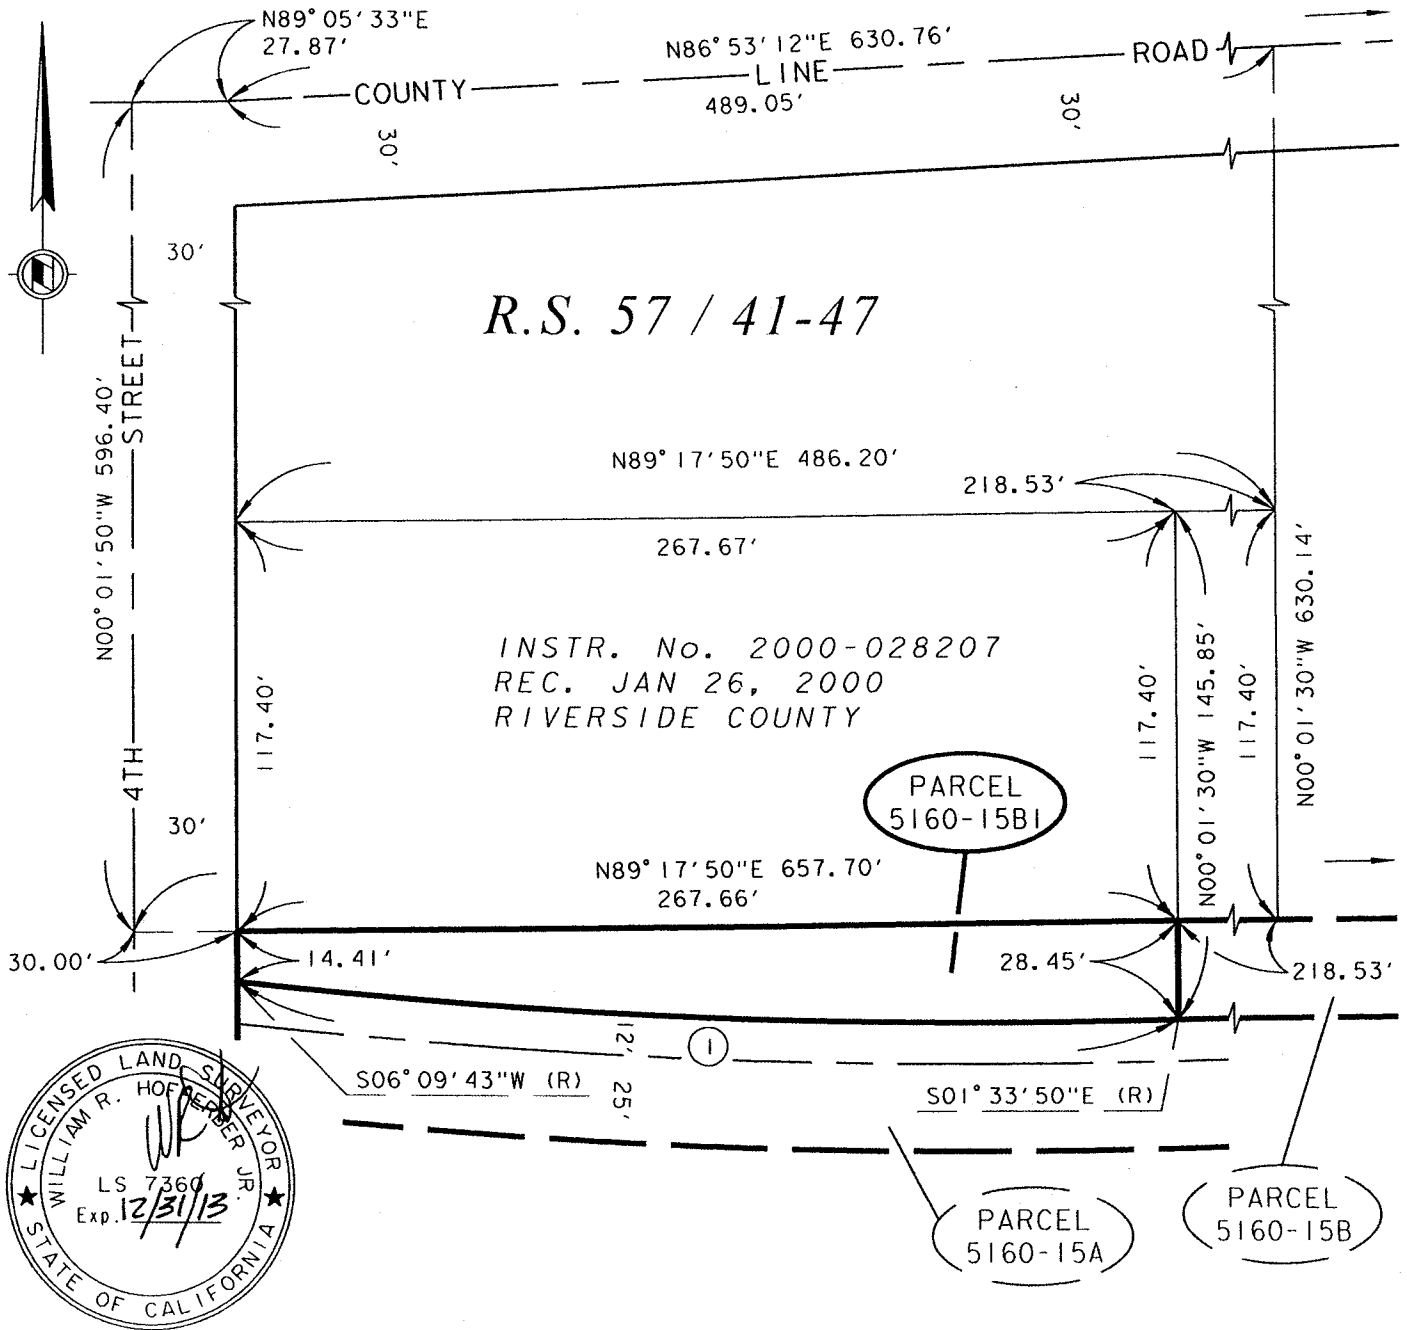 N89°05'33"E
27.87'
N86°53'12"E 630.76'
COUNTY LINE ROAD
489.05'
30'
30'
30'
R.S. 57 / 41-47
N00°01'50"W 596.40'
4TH STREET
N89°17'50"E 486.20'
218.53'
267.67'
INSTR. No. 2000-028207
REC. JAN 26, 2000
RIVERSIDE COUNTY
117.40'
117.40'
N00°01'30"W 145.85'
117.40'
N00°01'30"W 630.14'
PARCEL
5160-15B1
30'
N89°17'50"E 657.70'
267.66'
30.00'
14.41'
28.45'
218.53'
12'
1
25'
S06°09'43"W (R)
S01°33'50"E (R)
LICENSED LAND SURVEYOR
WILLIAM R. HOFFERBER JR.
LS 7360
Exp. 12/31/13
STATE OF CALIFORNIA
PARCEL
5160-15A
PARCEL
5160-15B